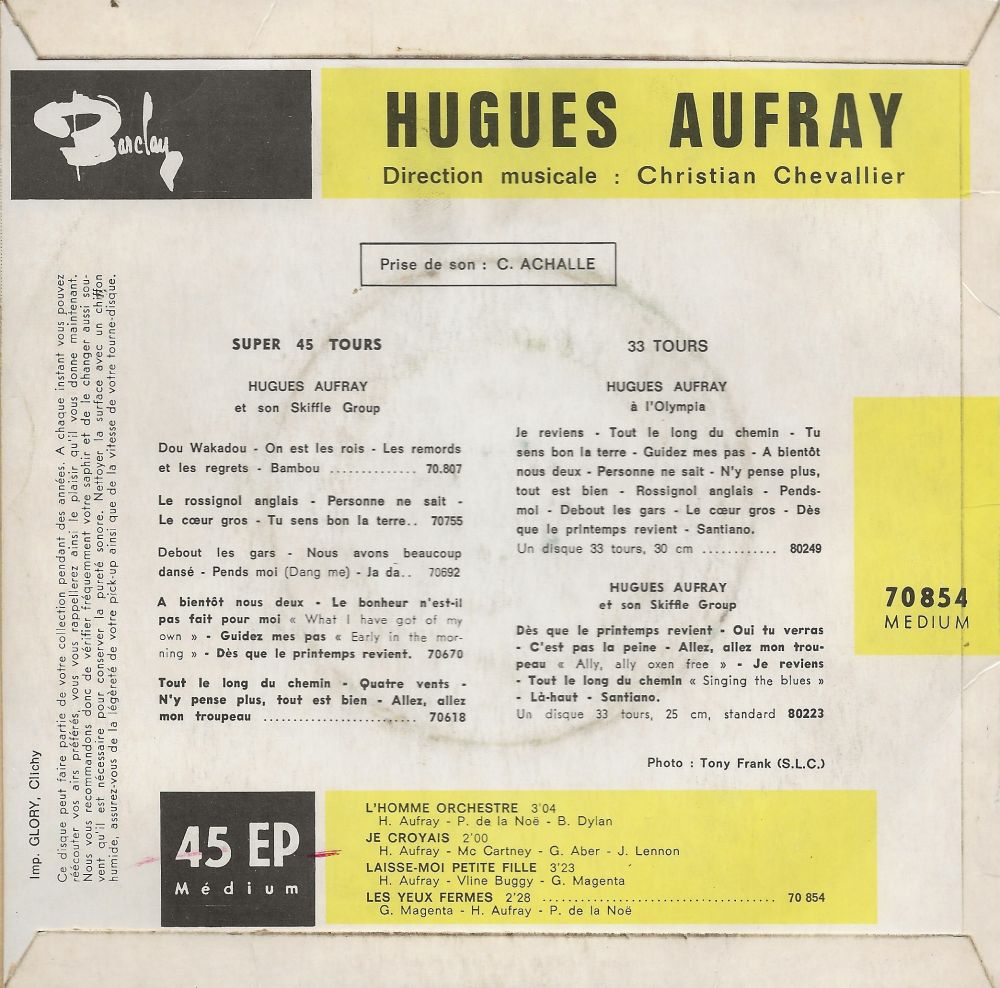 Barclay
HUGUES AUFRAY
Direction musicale : Christian Chevallier
Prise de son : C. ACHALLE
SUPER 45 TOURS
HUGUES AUFRAY
et son Skiffle Group
Dou Wakadou - On est les rois - Les remords
et les regrets - Bambou .............. 70.807
Le rossignol anglais - Personne ne sait -
Le cœur gros - Tu sens bon la terre.. 70755
Debout les gars - Nous avons beaucoup
dansé - Pends moi (Dang me) - Ja da.. 70692
A bientôt nous deux - Le bonheur n'est-il
pas fait pour moi « What I have got of my
own » - Guidez mes pas « Early in the mor-
ning » - Dès que le printemps revient. 70670
Tout le long du chemin - Quatre vents -
N'y pense plus, tout est bien - Allez, allez
mon troupeau ........................ 70618
33 TOURS
HUGUES AUFRAY
à l'Olympia
Je reviens - Tout le long du chemin - Tu
sens bon la terre - Guidez mes pas - A bientôt
nous deux - Personne ne sait - N'y pense plus,
tout est bien - Rossignol anglais - Pends-
moi - Debout les gars - Le cœur gros - Dès
que le printemps revient - Santiano.
Un disque 33 tours, 30 cm ............ 80249
HUGUES AUFRAY
et son Skiffle Group
Dès que le printemps revient - Oui tu verras
- C'est pas la peine - Allez, allez mon trou-
peau « Ally, ally oxen free » - Je reviens
- Tout le long du chemin « Singing the blues »
- Là-haut - Santiano.
Un disque 33 tours, 25 cm, standard 80223
Photo : Tony Frank (S.L.C.)
70854
MEDIUM
Imp. GLORY, Clichy
Ce disque peut faire partie de votre collection pendant des années. A chaque instant vous pouvez
réécouter vos airs préférés, vous vous rappellerez ainsi le plaisir qu'il vous donne maintenant.
Nous vous recommandons donc de vérifier fréquemment votre saphir et de le changer aussi sou-
vent qu'il est nécessaire pour conserver la pureté sonore. Nettoyer la surface avec un chiffon
humide, assurez-vous de la légèreté de votre pick-up ainsi que de la vitesse de votre tourne-disque.
45 EP
Médium
L'HOMME ORCHESTRE 3'04
H. Aufray - P. de la Noë - B. Dylan
JE CROYAIS 2'00
H. Aufray - Mc Cartney - G. Aber - J. Lennon
LAISSE-MOI PETITE FILLE 3'23
H. Aufray - Vline Buggy - G. Magenta
LES YEUX FERMES 2'28 ................................ 70 854
G. Magenta - H. Aufray - P. de la Noë